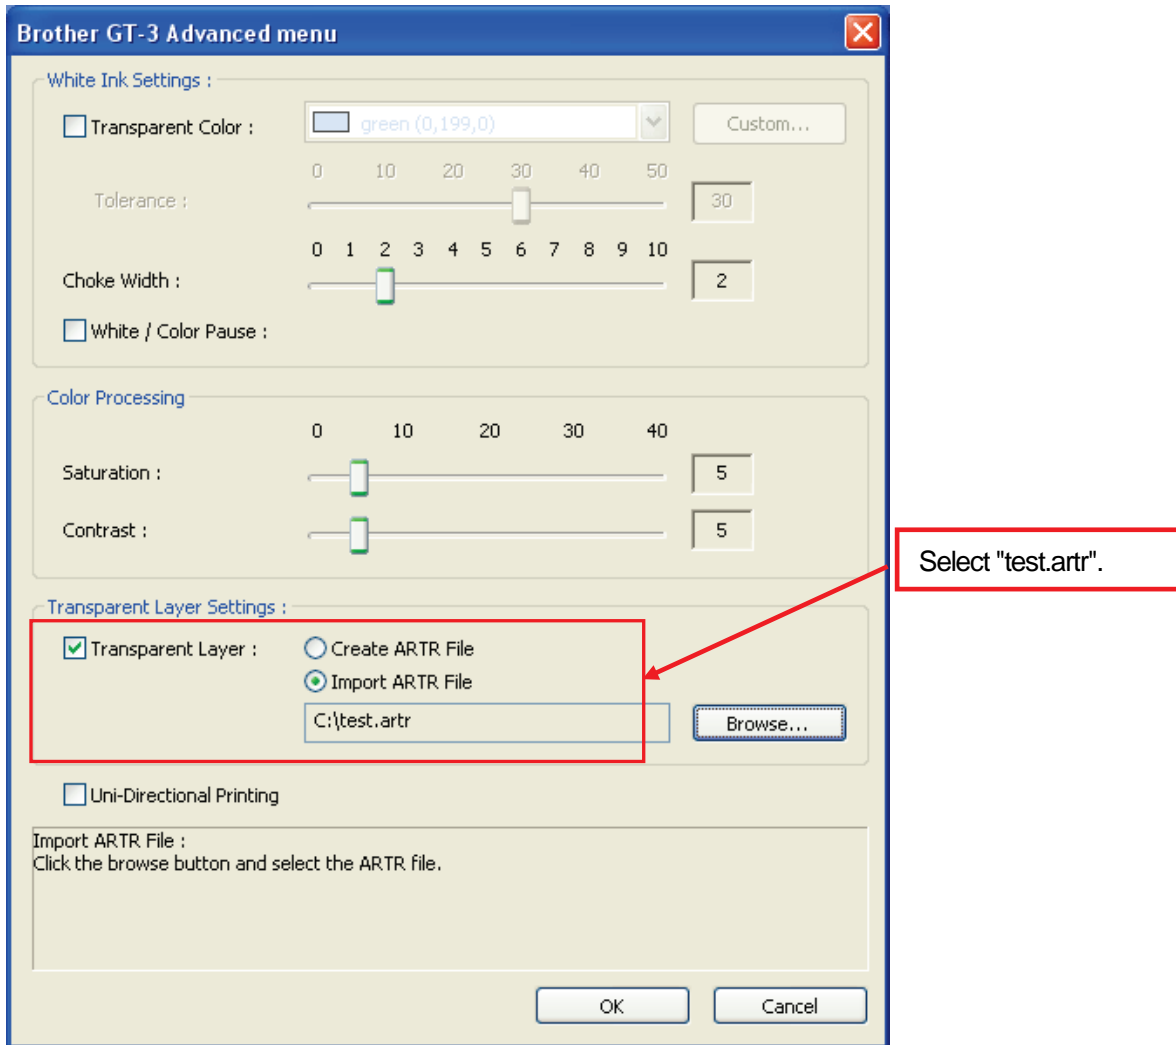 Brother GT-3 Advanced menu
White Ink Settings :
Transparent Color :
green (0,199,0)
Custom...
0 10 20 30 40 50
Tolerance :
30
0 1 2 3 4 5 6 7 8 9 10
Choke Width :
2
White / Color Pause :
Color Processing
0 10 20 30 40
Saturation :
5
Contrast :
5
Select "test.artr".
Transparent Layer Settings :
Transparent Layer :
Create ARTR File
Import ARTR File
C:\test.artr
Browse...
Uni-Directional Printing
Import ARTR File :
Click the browse button and select the ARTR file.
OK
Cancel